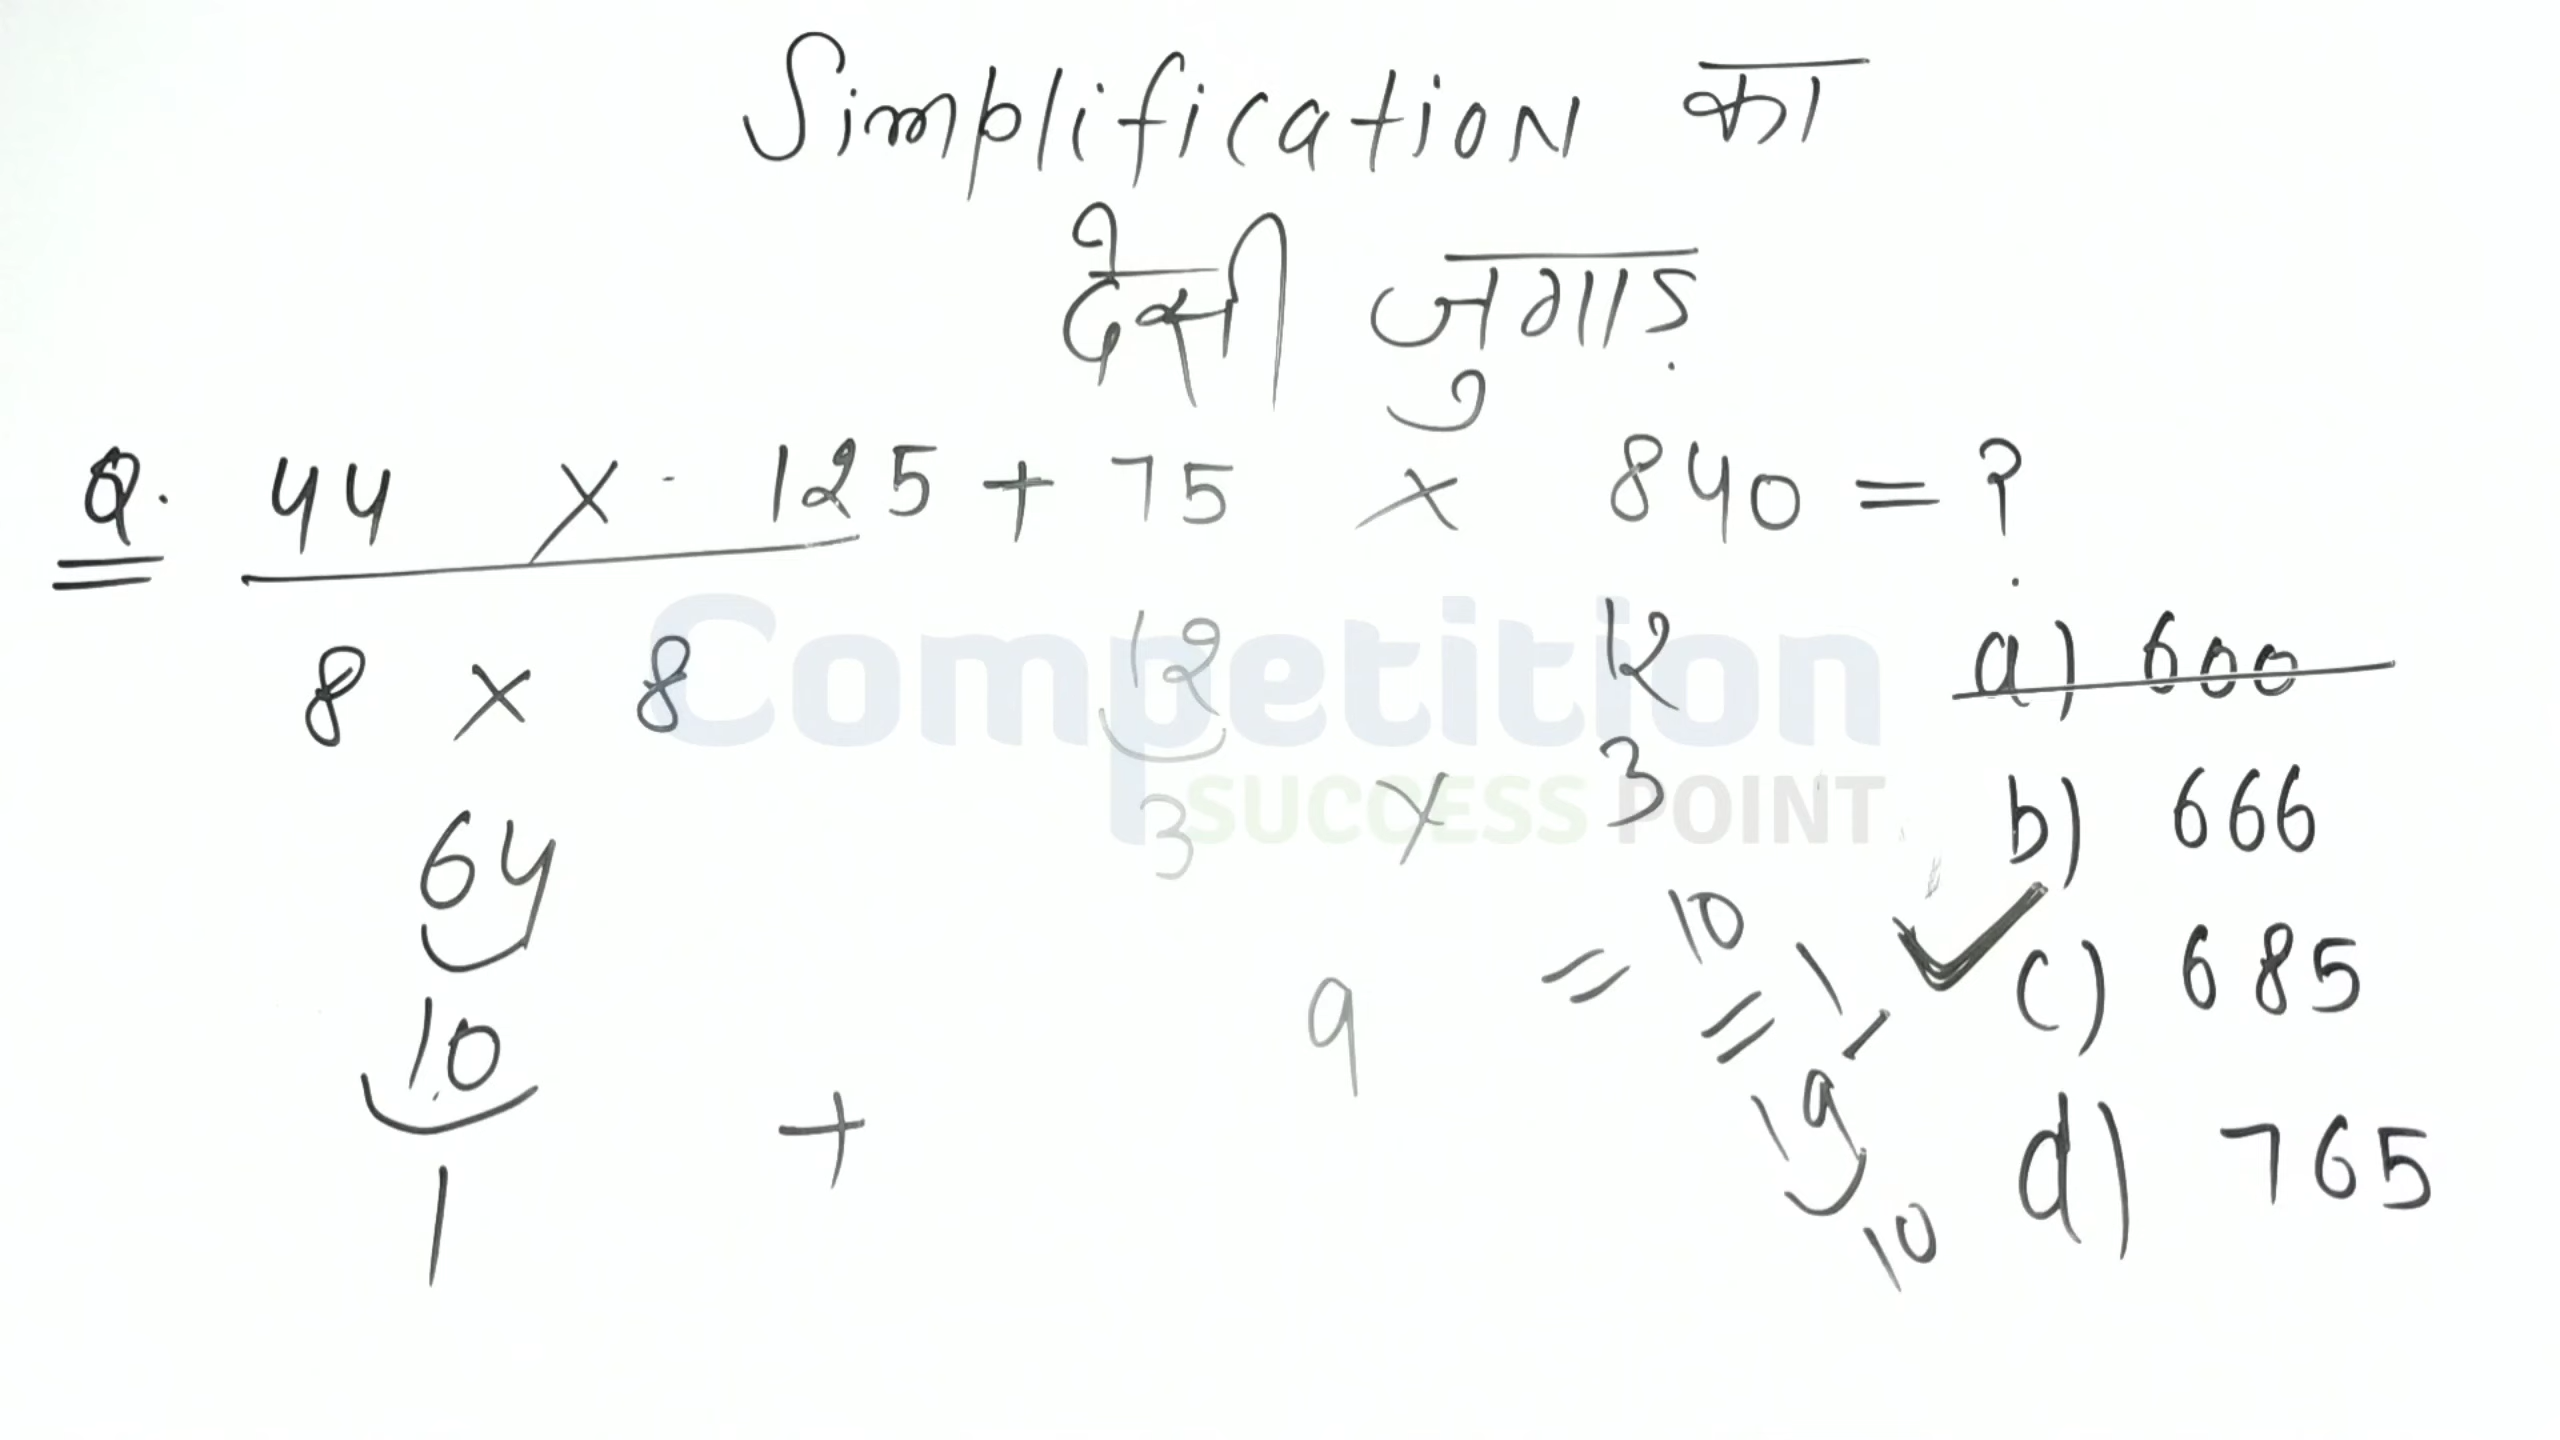 Simplification का
देसी जुगाड़
Q. 44 × 125 + 75 × 840 = ?
8 × 8 12 12 a) 600
Competition
64 3 × 3 b) 666
SUCCESS POINT
10 + 9 = 10 = 1 c) 685
1 19 d) 765
10